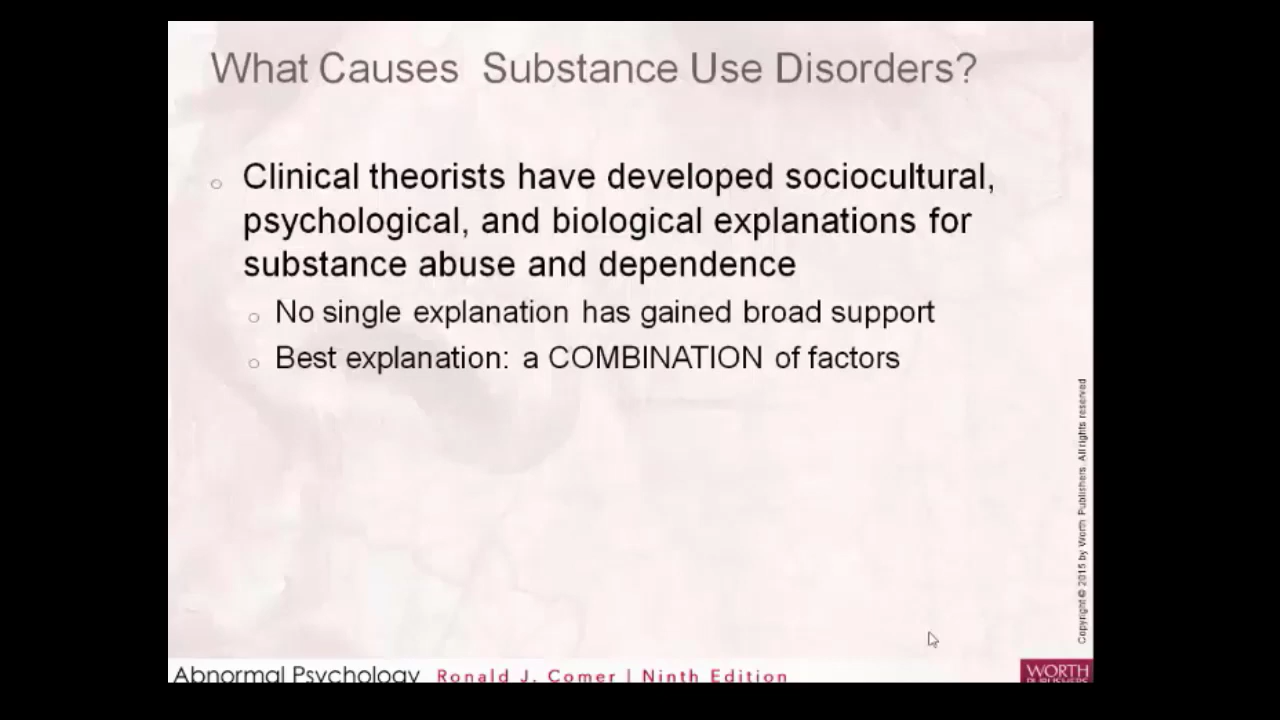 What Causes  Substance Use Disorders?
Clinical theorists have developed sociocultural,
psychological, and biological explanations for
substance abuse and dependence
No single explanation has gained broad support
Best explanation: a COMBINATION of factors
Copyright © 2015 by Worth Publishers. All rights reserved
Abnormal Psychology Ronald J. Comer | Ninth Edition
WORTH
PUBLISHERS